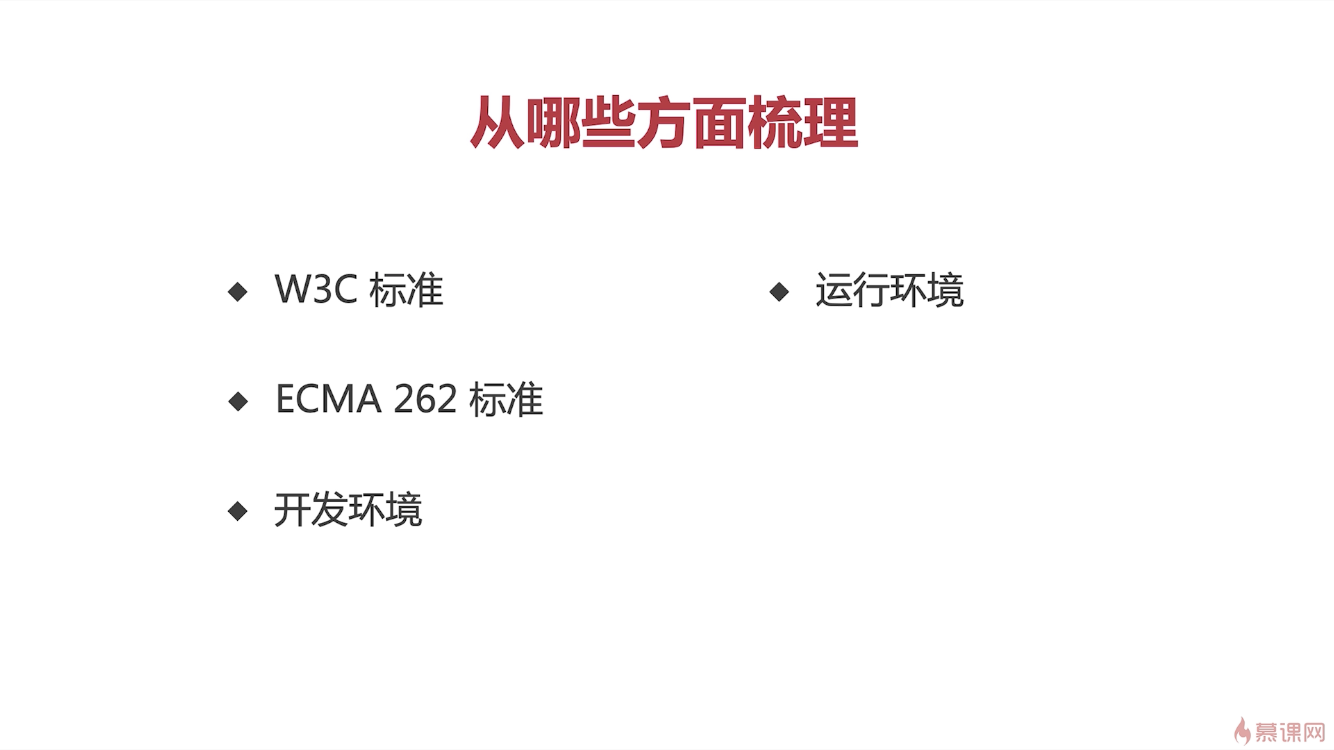 从哪些方面梳理
◆ W3C 标准
◆ ECMA 262 标准
◆ 开发环境
◆ 运行环境
慕课网